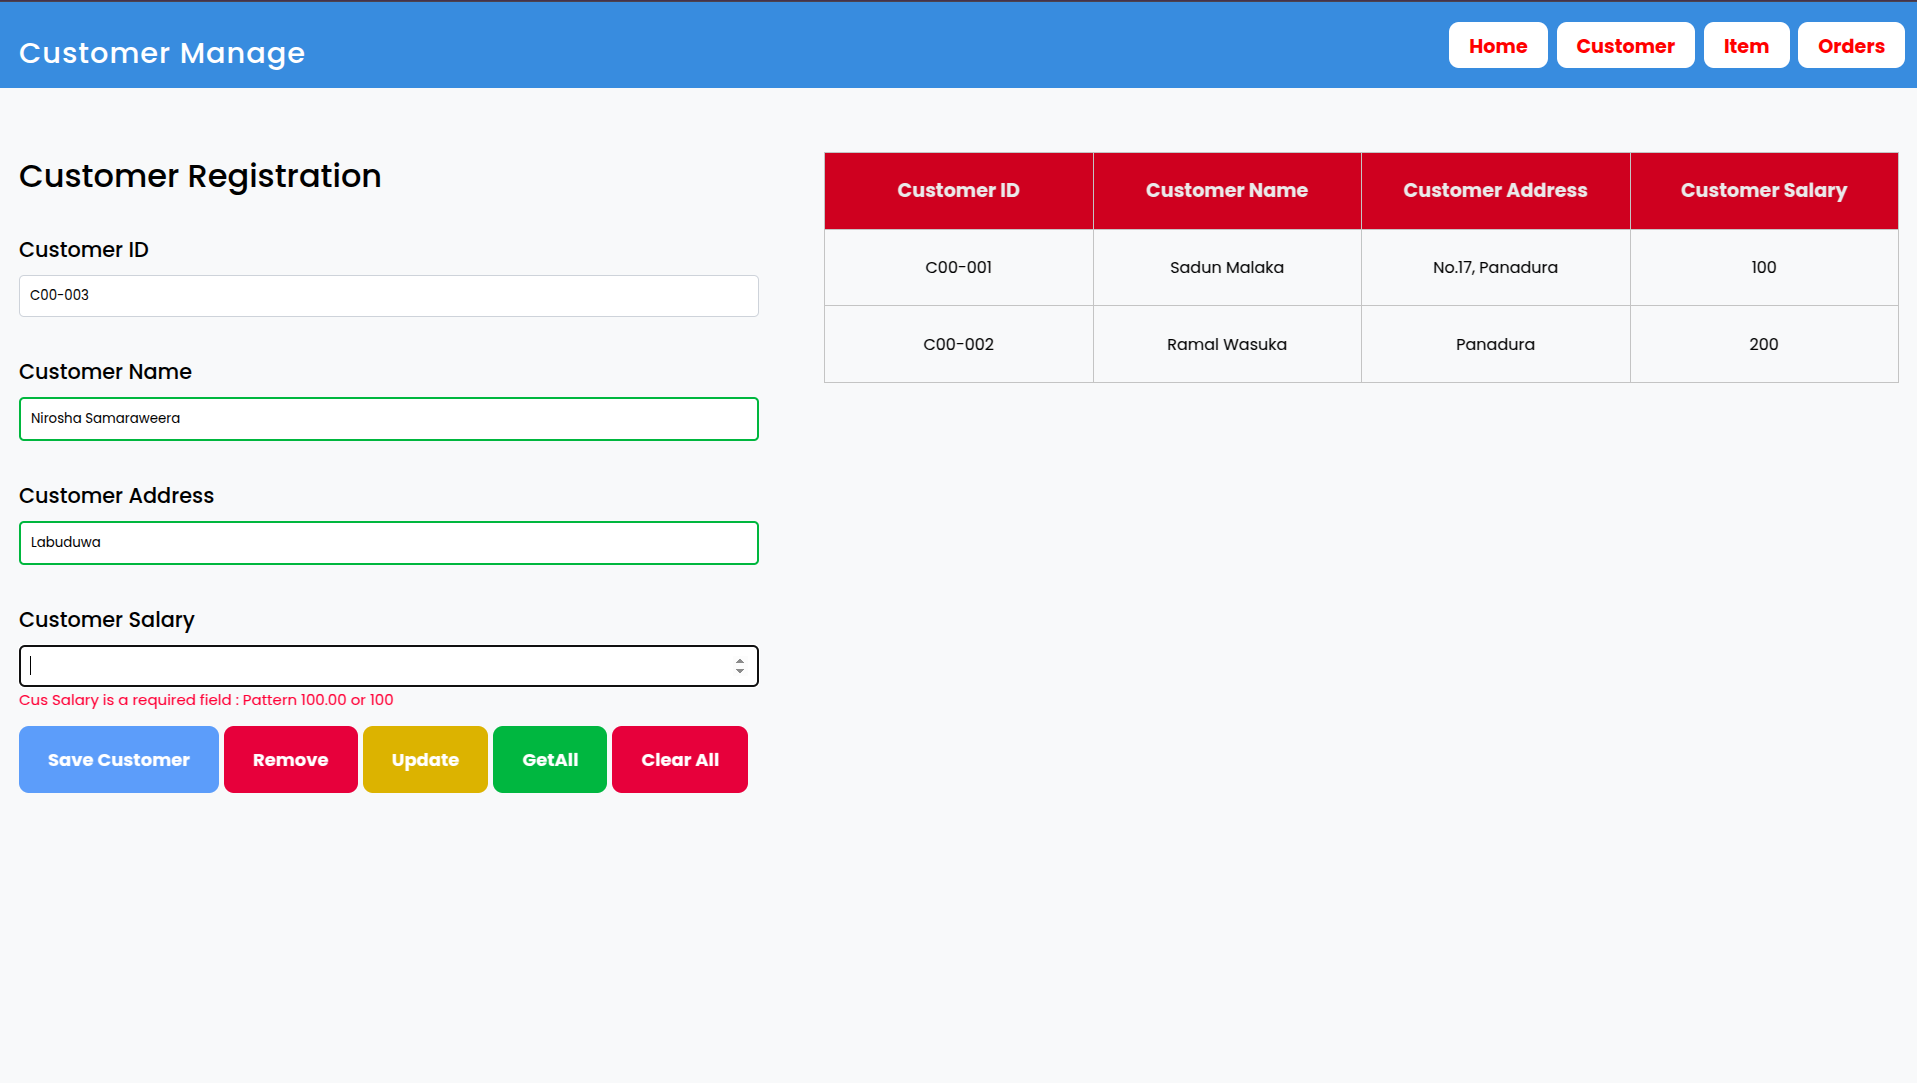 Customer Manage
Home Customer Item Orders
Customer Registration
Customer ID
C00-003
Customer Name
Nirosha Samaraweera
Customer Address
Labuduwa
Customer Salary
Cus Salary is a required field : Pattern 100.00 or 100
Save Customer Remove Update GetAll Clear All
Customer ID Customer Name Customer Address Customer Salary
C00-001 Sadun Malaka No.17, Panadura 100
C00-002 Ramal Wasuka Panadura 200